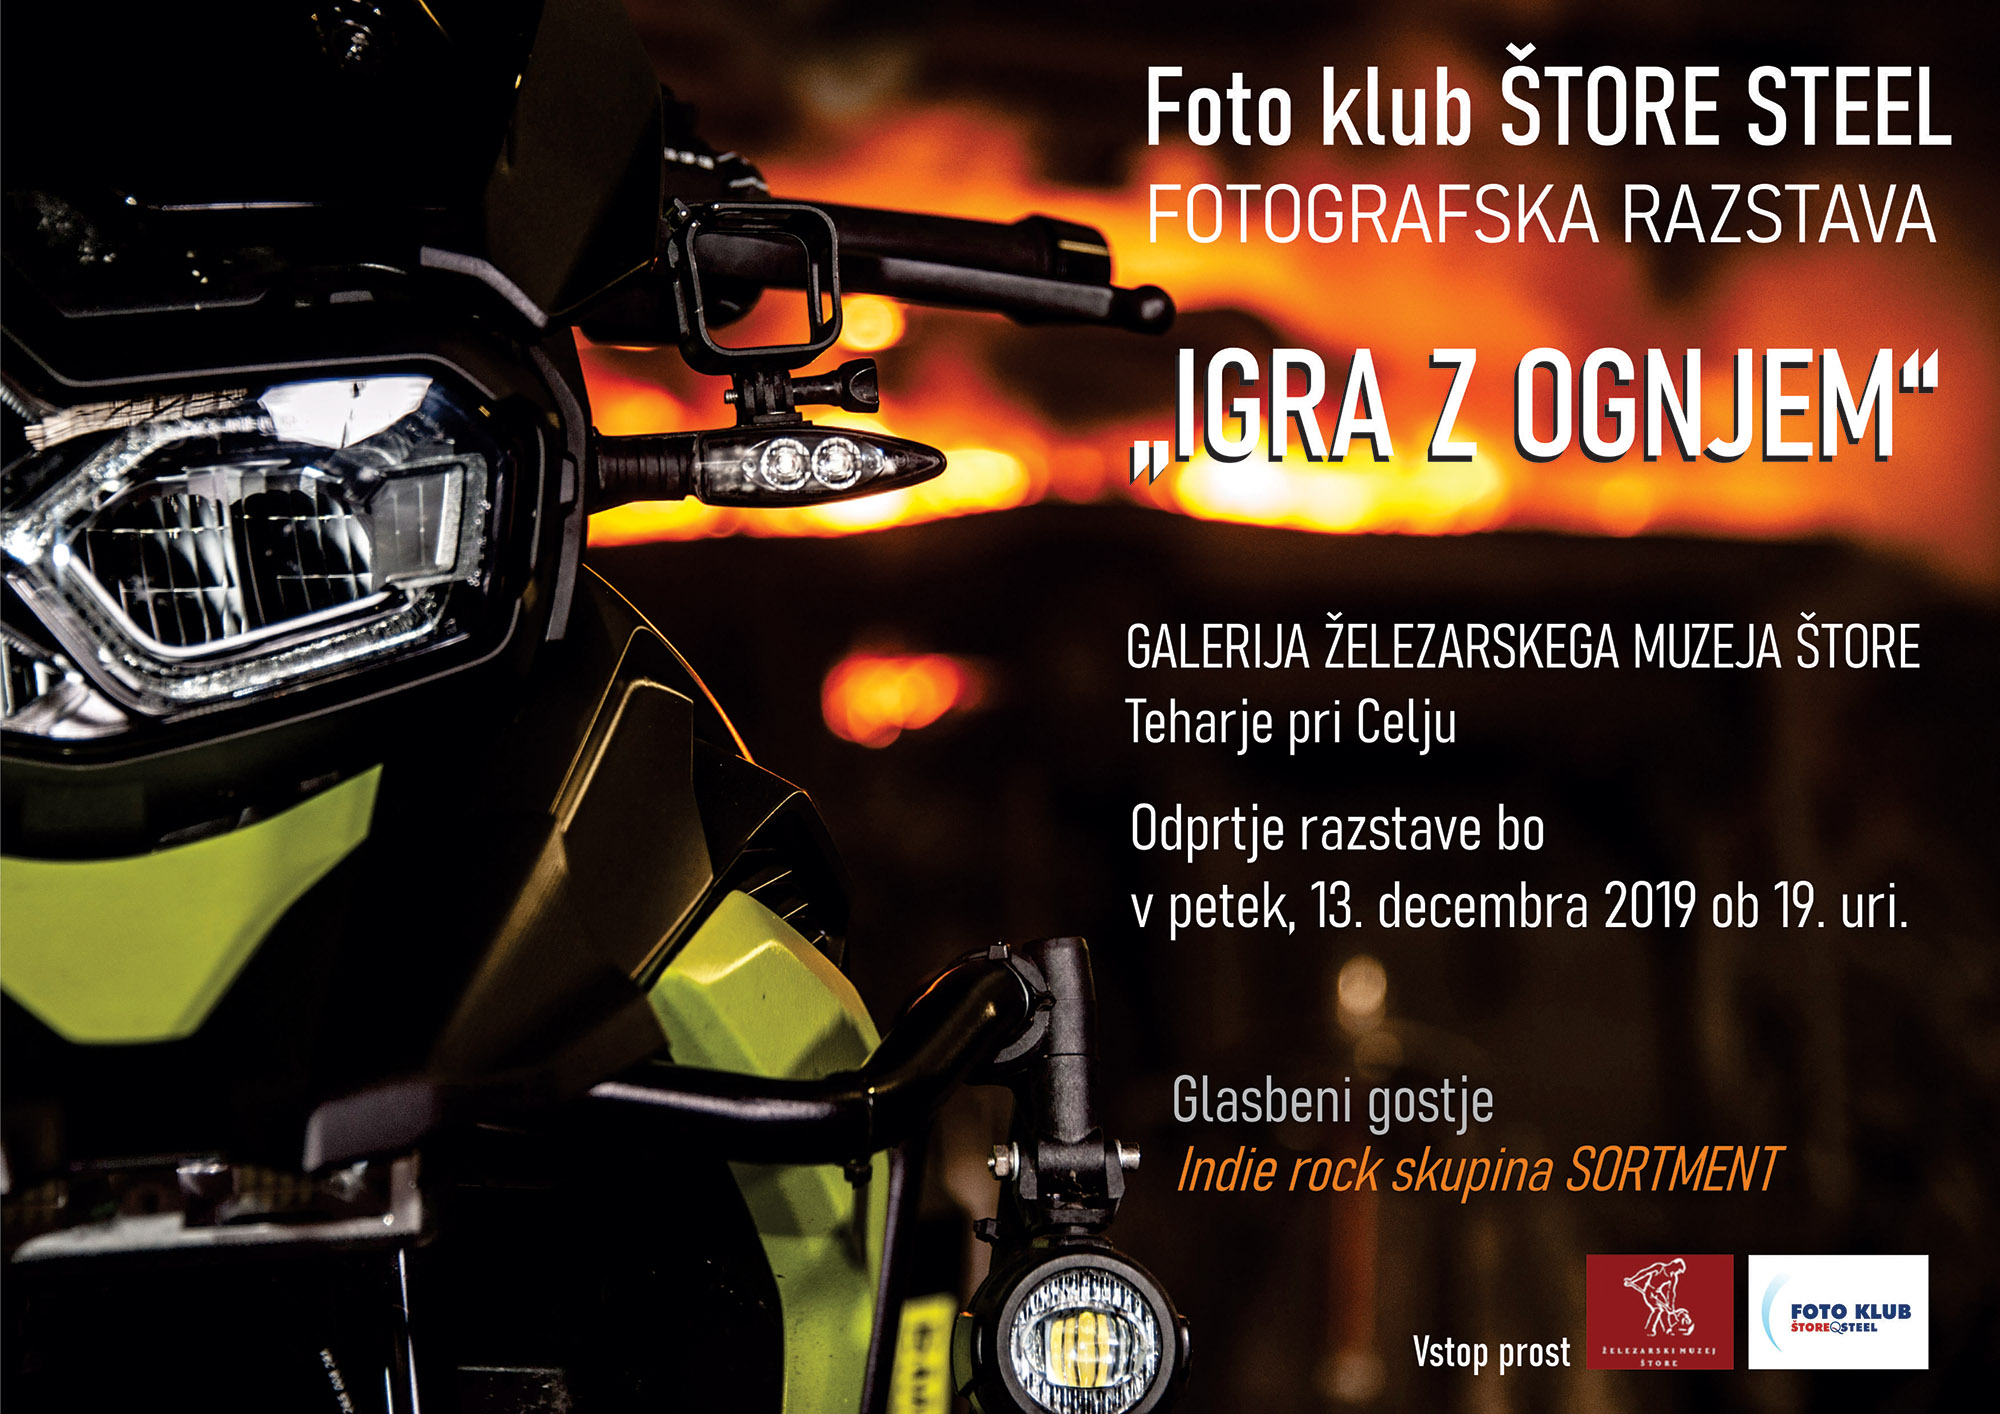 Foto klub ŠTORE STEEL
FOTOGRAFSKA RAZSTAVA
„IGRA Z OGNJEM“
GALERIJA ŽELEZARSKEGA MUZEJA ŠTORE
Teharje pri Celju
Odprtje razstave bo
v petek, 13. decembra 2019 ob 19. uri.
Glasbeni gostje
Indie rock skupina SORTMENT
Vstop prost
ŽELEZARSKI MUZEJ
ŠTORE
FOTO KLUB
ŠTORE STEEL